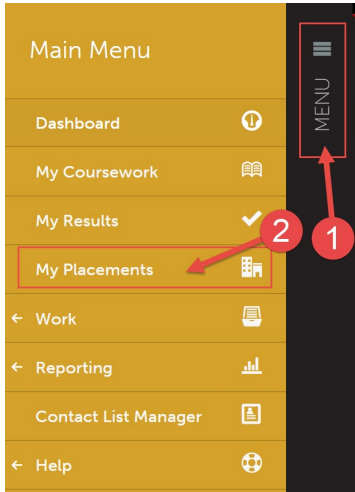 Main Menu
MENU
Dashboard
My Coursework
My Results
2
1
My Placements
← Work
← Reporting
Contact List Manager
← Help